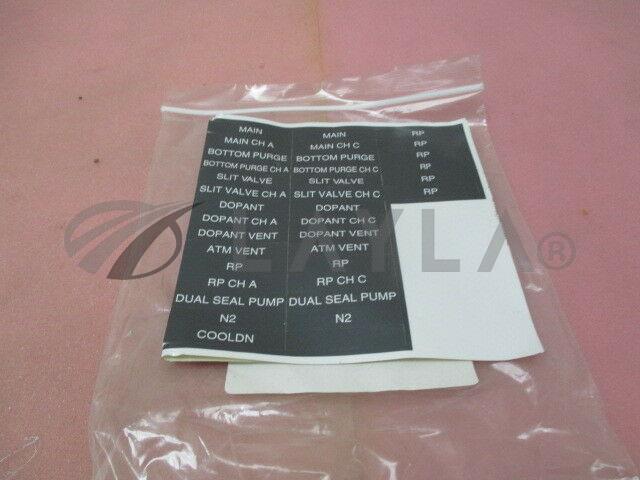 MAIN
MAIN CH A
BOTTOM PURGE
BOTTOM PURGE CH A
SLIT VALVE
SLIT VALVE CH A
DOPANT
DOPANT CH A
DOPANT VENT
ATM VENT
RP
RP CH A
DUAL SEAL PUMP
N2
COOLDN
MAIN
MAIN CH C
BOTTOM PURGE
BOTTOM PURGE CH C
SLIT VALVE
SLIT VALVE CH C
DOPANT
DOPANT CH C
DOPANT VENT
ATM VENT
RP
RP CH C
DUAL SEAL PUMP
N2
RP
RP
RP
RP
RP
RP
LAYLA®